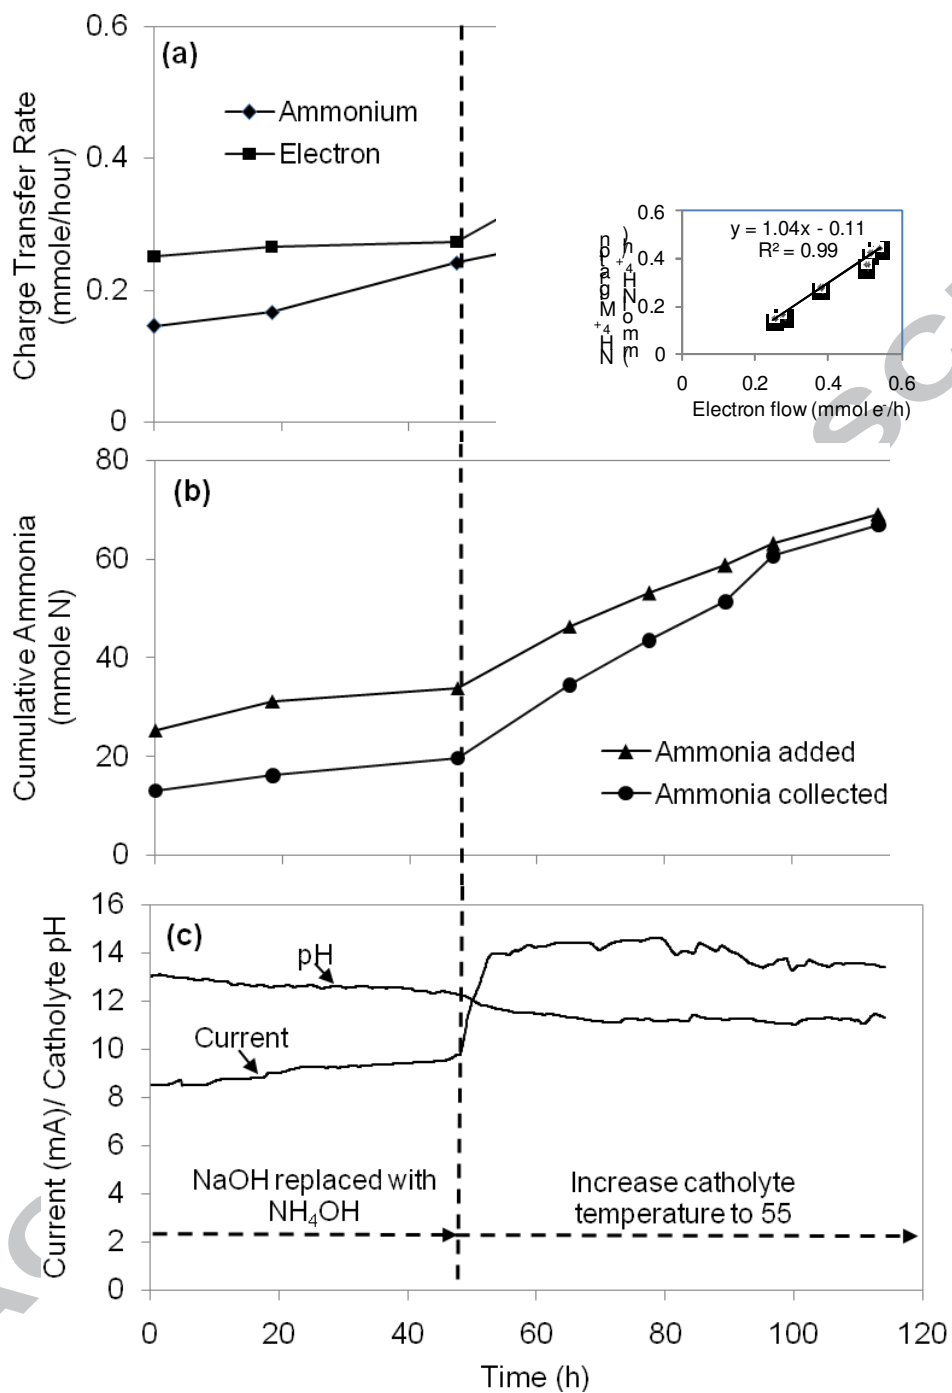 0.6
(a)
Ammonium
Electron
0.4
0.2
0
Charge Transfer Rate
(mmole/hour)
0.6
y = 1.04x - 0.11
R² = 0.99
0.4
0.2
0
0 0.2 0.4 0.6
Electron flow (mmol e⁻/h)
80
(b)
60
40
20
0
Cumulative Ammonia
(mmole N)
Ammonia added
Ammonia collected
16
(c)
14
pH
12
Current
10
8
6
4
2
0
Current (mA)/ Catholyte pH
NaOH replaced with
NH₄OH
Increase catholyte
temperature to 55
0 20 40 60 80 100 120
Time (h)